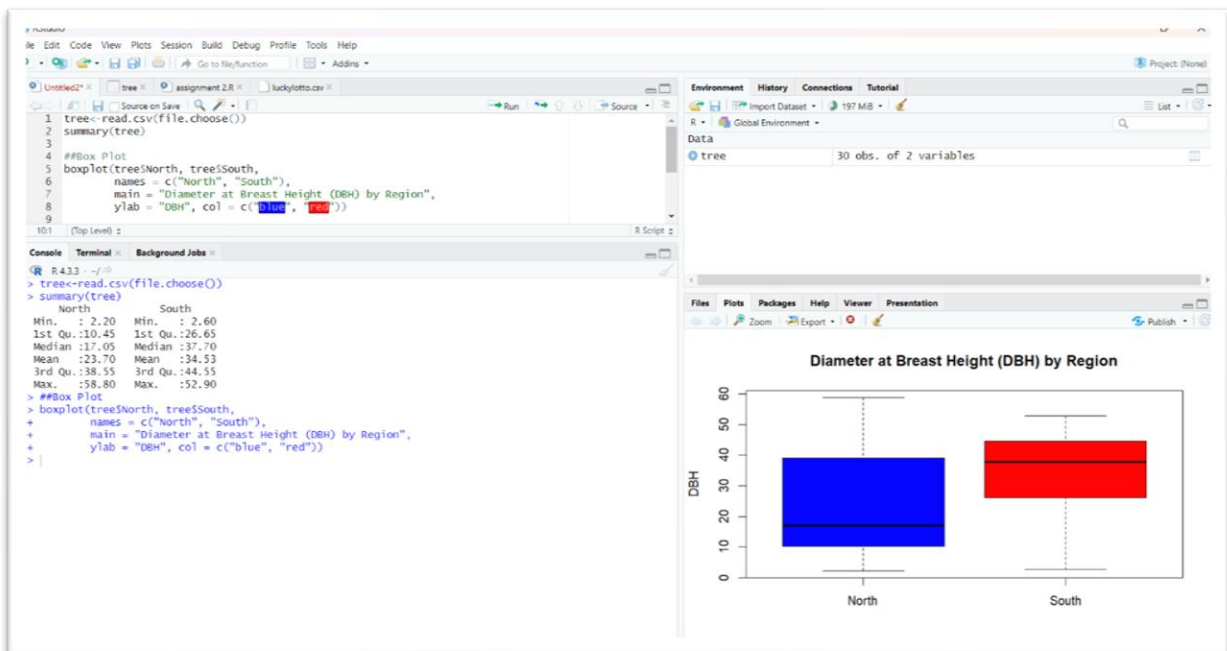 RStudio
File Edit Code View Plots Session Build Debug Profile Tools Help
Go to file/function Addins
Project: (None)
Untitled2* tree assignment 2.R luckylotto.csv
Source on Save Run Source
1 tree<-read.csv(file.choose())
2 summary(tree)
3
4 ##Box Plot
5 boxplot(tree$North, tree$South,
6 names = c("North", "South"),
7 main = "Diameter at Breast Height (DBH) by Region",
8 ylab = "DBH", col = c("blue", "red"))
9
10:1 (Top Level) R Script
Console Terminal Background Jobs
R 4.3.3 · ~/
> tree<-read.csv(file.choose())
> summary(tree)
North South
Min. : 2.20 Min. : 2.60
1st Qu.:10.45 1st Qu.:26.65
Median :17.05 Median :37.70
Mean :23.70 Mean :34.53
3rd Qu.:38.55 3rd Qu.:44.55
Max. :58.80 Max. :52.90
> ##Box Plot
> boxplot(tree$North, tree$South,
+ names = c("North", "South"),
+ main = "Diameter at Breast Height (DBH) by Region",
+ ylab = "DBH", col = c("blue", "red"))
>
Environment History Connections Tutorial
Import Dataset 197 MiB List
R Global Environment
Data
tree 30 obs. of 2 variables
Files Plots Packages Help Viewer Presentation
Zoom Export Publish
Diameter at Breast Height (DBH) by Region
DBH
60
50
40
30
20
10
0
North South